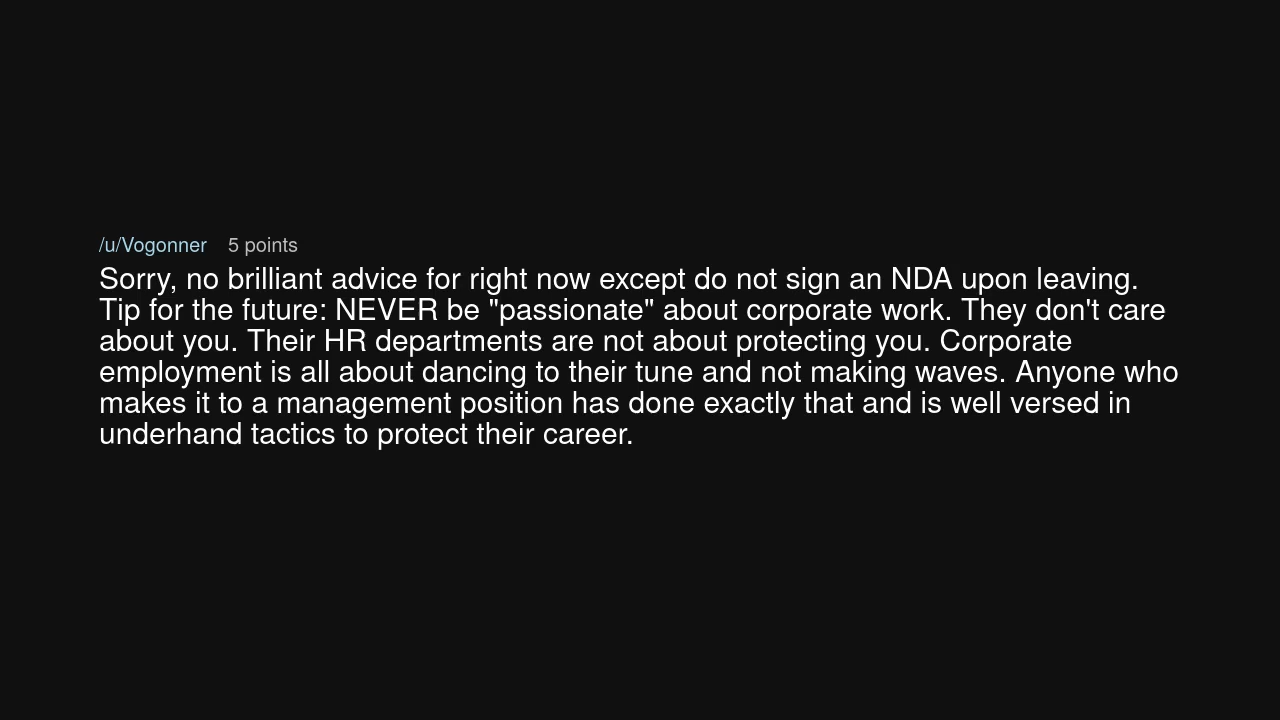 /u/Vogonner 5 points
Sorry, no brilliant advice for right now except do not sign an NDA upon leaving.
Tip for the future: NEVER be "passionate" about corporate work. They don't care
about you. Their HR departments are not about protecting you. Corporate
employment is all about dancing to their tune and not making waves. Anyone who
makes it to a management position has done exactly that and is well versed in
underhand tactics to protect their career.